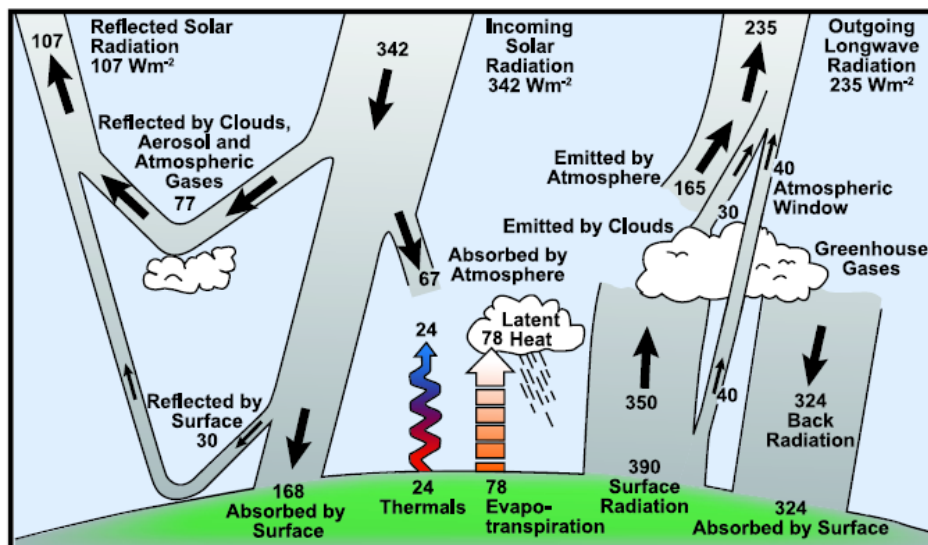 107
Reflected Solar
Radiation
107 Wm⁻²
342
Incoming
Solar
Radiation
342 Wm⁻²
235
Outgoing
Longwave
Radiation
235 Wm⁻²
Reflected by Clouds,
Aerosol and
Atmospheric
Gases
77
Emitted by
Atmosphere
165
40
Atmospheric
Window
30
Emitted by Clouds
Greenhouse
Gases
Absorbed by
Atmosphere
67
24
Latent
Heat
78
Reflected by
Surface
30
350
40
324
Back
Radiation
168
Absorbed by
Surface
24
Thermals
78
Evapo-
transpiration
390
Surface
Radiation
324
Absorbed by Surface